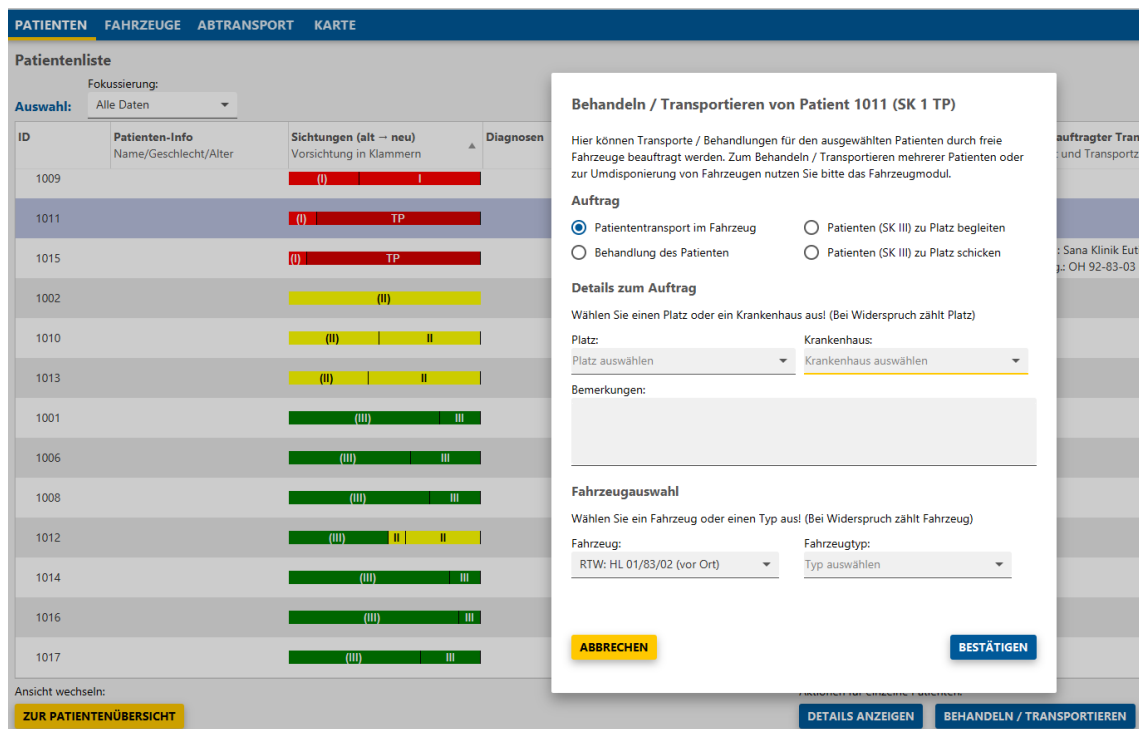 PATIENTEN FAHRZEUGE ABTRANSPORT KARTE
Patientenliste
Fokussierung:
Auswahl: Alle Daten
ID Patienten-Info Sichtungen (alt → neu) Diagnosen
Name/Geschlecht/Alter Vorsichtung in Klammern
1009 (I) I
1011 (I) TP
1015 (I) TP
1002 (II)
1010 (II) II
1013 (II) II
1001 (III) III
1006 (III) III
1008 (III) III
1012 (III) II II
1014 (III) III
1016 (III) III
1017 (III) III
Ansicht wechseln:
ZUR PATIENTENÜBERSICHT
Behandeln / Transportieren von Patient 1011 (SK 1 TP)
Hier können Transporte / Behandlungen für den ausgewählten Patienten durch freie
Fahrzeuge beauftragt werden. Zum Behandeln / Transportieren mehrerer Patienten oder
zur Umdisponierung von Fahrzeugen nutzen Sie bitte das Fahrzeugmodul.
Auftrag
Patiententransport im Fahrzeug Patienten (SK III) zu Platz begleiten
Behandlung des Patienten Patienten (SK III) zu Platz schicken
Details zum Auftrag
Wählen Sie einen Platz oder ein Krankenhaus aus! (Bei Widerspruch zählt Platz)
Platz: Krankenhaus:
Platz auswählen Krankenhaus auswählen
Bemerkungen:
Fahrzeugauswahl
Wählen Sie ein Fahrzeug oder einen Typ aus! (Bei Widerspruch zählt Fahrzeug)
Fahrzeug: Fahrzeugtyp:
RTW: HL 01/83/02 (vor Ort) Typ auswählen
ABBRECHEN BESTÄTIGEN
auftragter Tran
und Transportz
: Sana Klinik Eut
g.: OH 92-83-03
Aktionen für einzelne Patienten:
DETAILS ANZEIGEN BEHANDELN / TRANSPORTIEREN